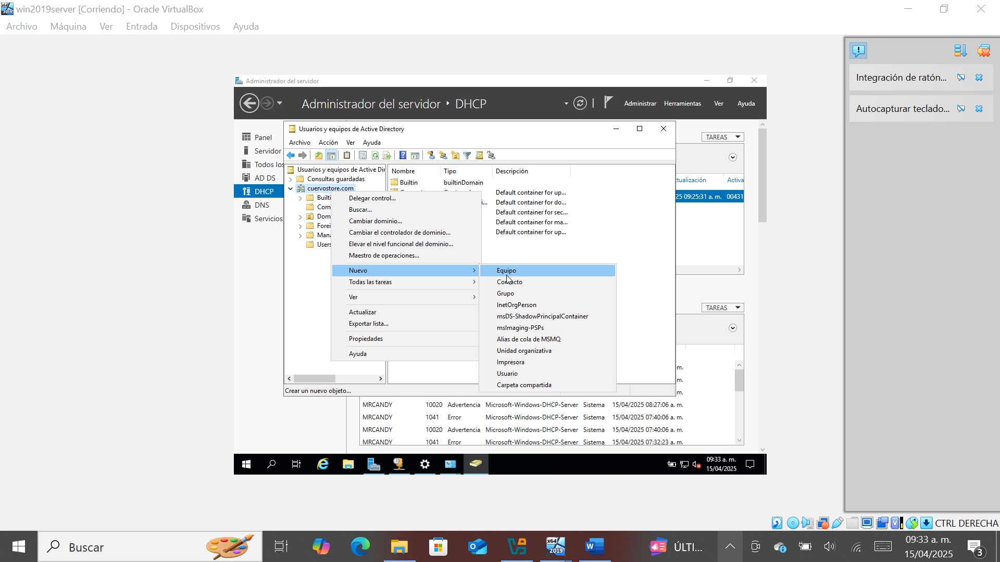 win2019server [Corriendo] - Oracle VirtualBox
Archivo Máquina Ver Entrada Dispositivos Ayuda
Integración de ratón...
Autocapturar teclado...
Administrador del servidor
Administrador del servidor DHCP
Administrar Herramientas Ver Ayuda
Panel
Servidor
Todos los
AD DS
DHCP
DNS
Servicios
TAREAS
Activa
25 09:25:31 a. m. 00431
TAREAS
Usuarios y equipos de Active Directory
Archivo Acción Ver Ayuda
Usuarios y equipos de Active Dir
Consultas guardadas
cuervostore.com
Builti
Com
Dom
Forei
Mana
Users
Nombre Tipo Descripción
Builtin builtinDomain
Default container for up...
Default container for do...
Default container for sec...
Default container for ma...
Default container for up...
Delegar control...
Buscar...
Cambiar dominio...
Cambiar el controlador de dominio...
Elevar el nivel funcional del dominio...
Maestro de operaciones...
Nuevo
Todas las tareas
Ver
Actualizar
Exportar lista...
Propiedades
Ayuda
Equipo
Contacto
Grupo
InetOrgPerson
msDS-ShadowPrincipalContainer
msImaging-PSPs
Alias de cola de MSMQ
Unidad organizativa
Impresora
Usuario
Carpeta compartida
Crear un nuevo objeto...
m.
m.
m.
MRCANDY 10020 Advertencia Microsoft-Windows-DHCP-Server Sistema 15/04/2025 08:27:06 a. m.
MRCANDY 1041 Error Microsoft-Windows-DHCP-Server Sistema 15/04/2025 07:40:06 a. m.
MRCANDY 10020 Advertencia Microsoft-Windows-DHCP-Server Sistema 15/04/2025 07:40:06 a. m.
MRCANDY 1041 Error Microsoft-Windows-DHCP-Server Sistema 15/04/2025 07:32:23 a. m.
09:33 a. m.
15/04/2025
CTRL DERECHA
Buscar
x64
2019
ÚLTI...
09:33 a. m.
15/04/2025
3